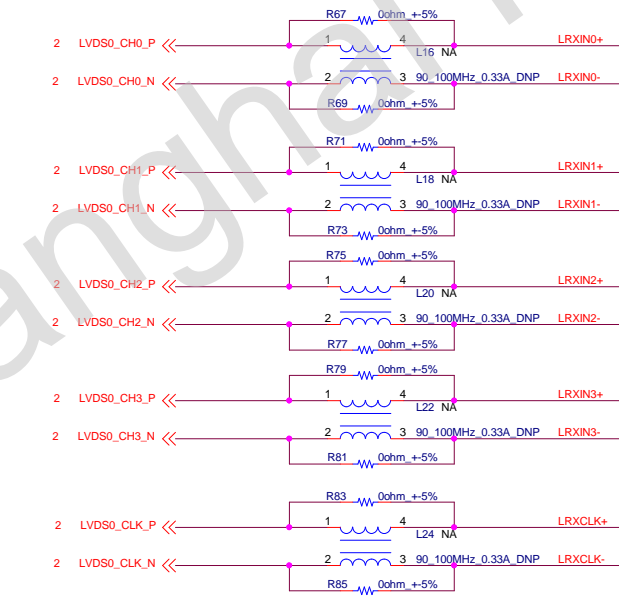 R67 0ohm_+-5%
2 LVDS0_CH0_P 1 4 LRXIN0+
L16 NA
2 LVDS0_CH0_N 2 3 90_100MHz_0.33A_DNP LRXIN0-
R69 0ohm_+-5%
R71 0ohm_+-5%
2 LVDS0_CH1_P 1 4 LRXIN1+
L18 NA
2 LVDS0_CH1_N 2 3 90_100MHz_0.33A_DNP LRXIN1-
R73 0ohm_+-5%
R75 0ohm_+-5%
2 LVDS0_CH2_P 1 4 LRXIN2+
L20 NA
2 LVDS0_CH2_N 2 3 90_100MHz_0.33A_DNP LRXIN2-
R77 0ohm_+-5%
R79 0ohm_+-5%
2 LVDS0_CH3_P 1 4 LRXIN3+
L22 NA
2 LVDS0_CH3_N 2 3 90_100MHz_0.33A_DNP LRXIN3-
R81 0ohm_+-5%
R83 0ohm_+-5%
2 LVDS0_CLK_P 1 4 LRXCLK+
L24 NA
2 LVDS0_CLK_N 2 3 90_100MHz_0.33A_DNP LRXCLK-
R85 0ohm_+-5%